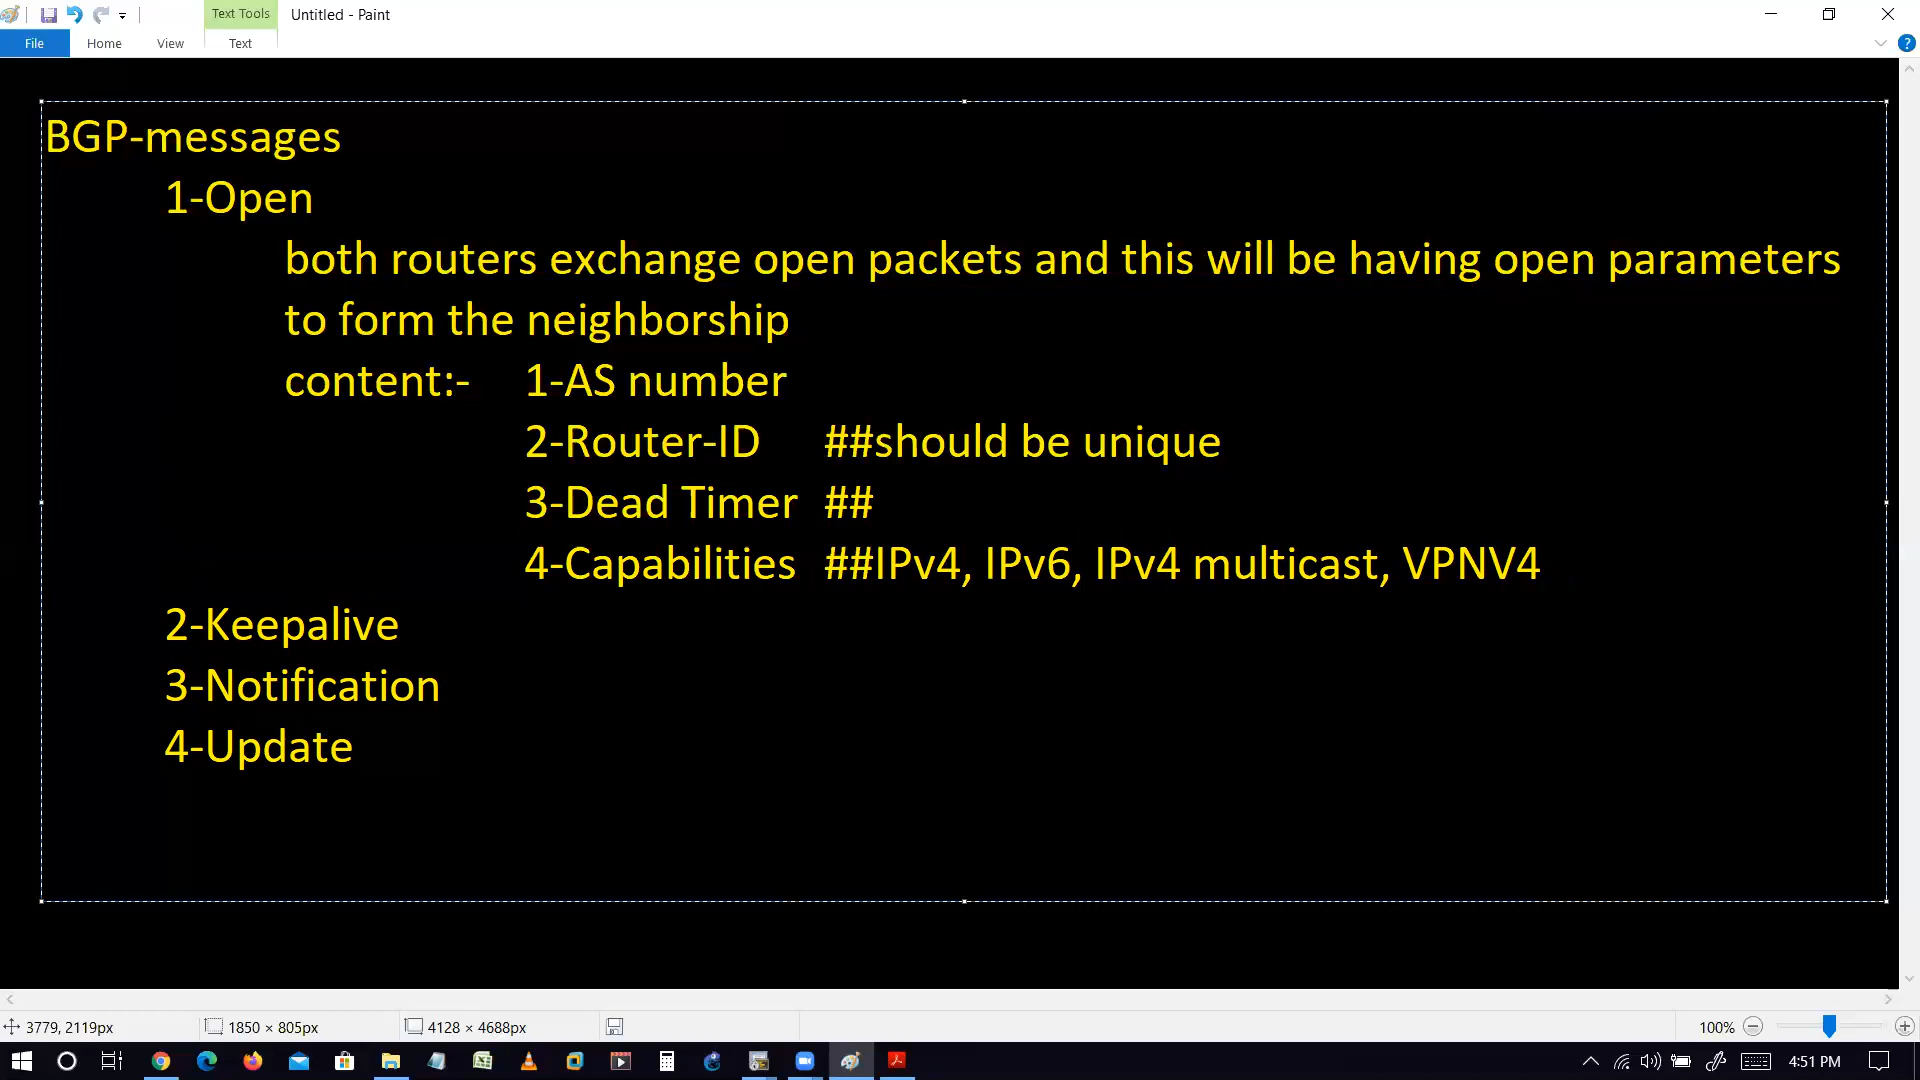 Text Tools
Untitled - Paint
File
Home
View
Text
BGP-messages
1-Open
both routers exchange open packets and this will be having open parameters
to form the neighborship
content:- 1-AS number
2-Router-ID ##should be unique
3-Dead Timer ##
4-Capabilities ##IPv4, IPv6, IPv4 multicast, VPNV4
2-Keepalive
3-Notification
4-Update
3779, 2119px
1850 × 805px
4128 × 4688px
100%
4:51 PM